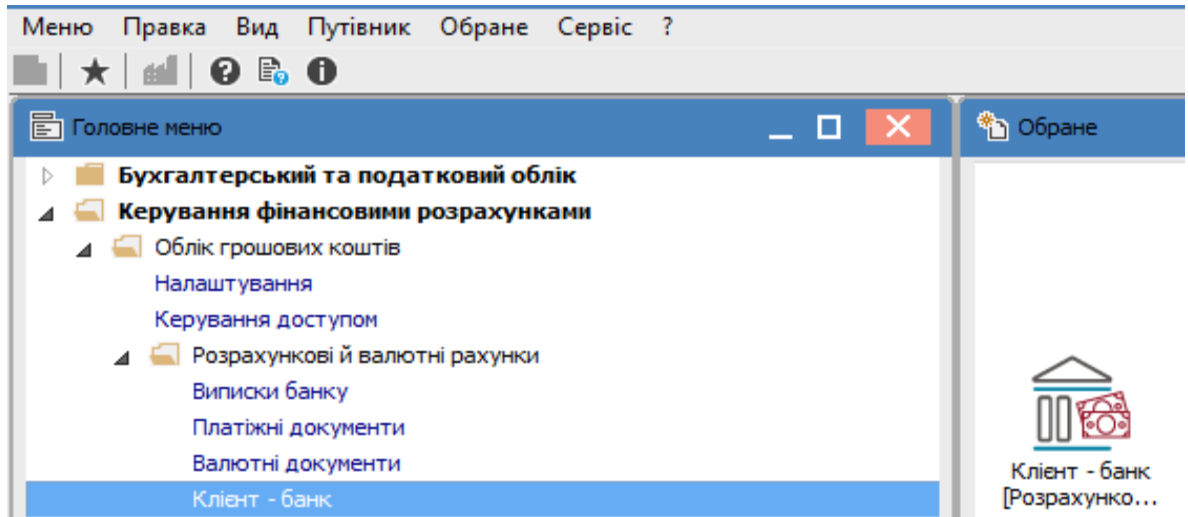 Меню Правка Вид Путівник Обране Сервіс ?
Головне меню
Обране
Бухгалтерський та податковий облік
Керування фінансовими розрахунками
Облік грошових коштів
Налаштування
Керування доступом
Розрахункові й валютні рахунки
Виписки банку
Платіжні документи
Валютні документи
Клієнт - банк
Клієнт - банк
[Розрахунко...